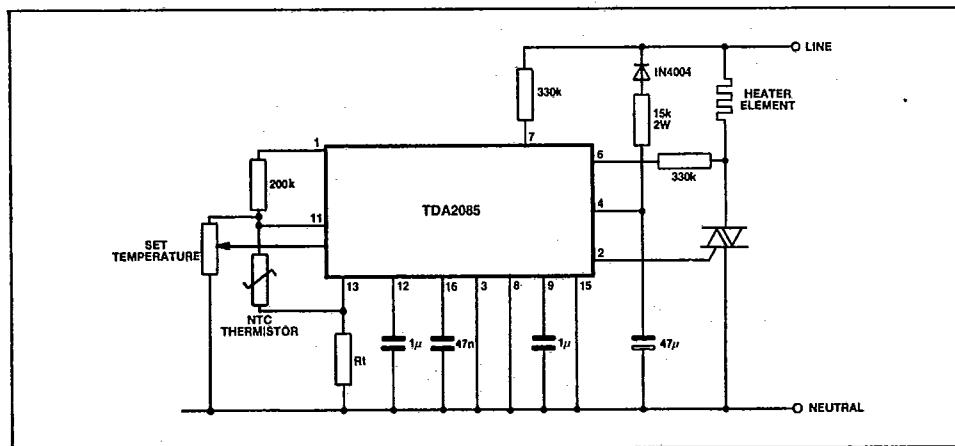 LINE
IN4004
330k
HEATER
ELEMENT
15k
2W
7
1
6
200k
330k
TDA2085
4
11
SET
TEMPERATURE
2
13
12
16
3
8
9
15
NTC
THERMISTOR
1μ
47n
1μ
47μ
Rt
NEUTRAL